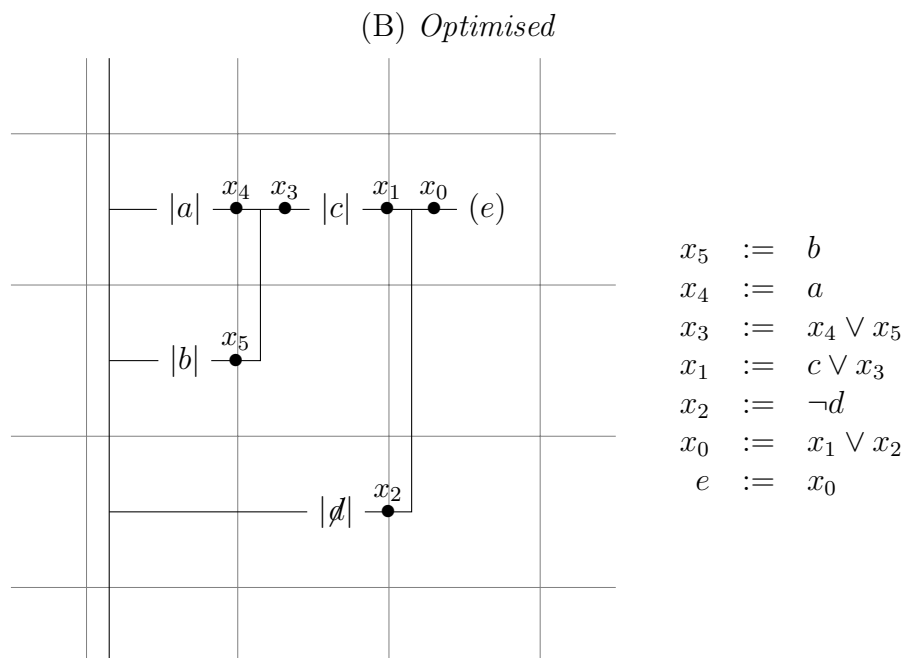 (B) Optimised
|a| x₄ x₃ |c| x₁ x₀ (e)
|b| x₅
|d̸| x₂
x₅ := b
x₄ := a
x₃ := x₄ ∨ x₅
x₁ := c ∨ x₃
x₂ := ¬d
x₀ := x₁ ∨ x₂
e := x₀